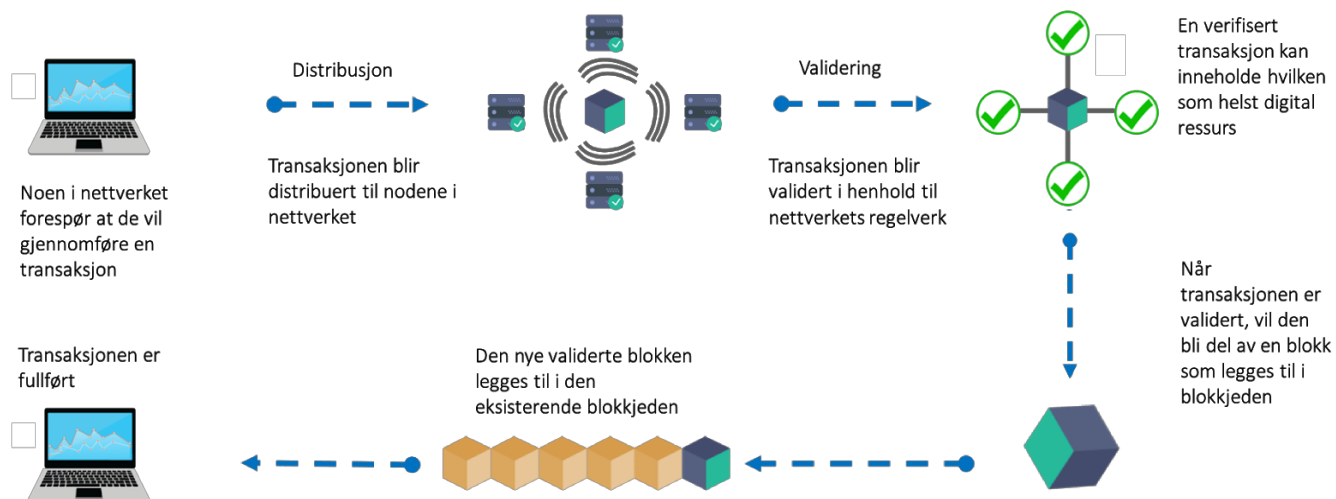 Noen i nettverket
forespør at de vil
gjennomføre en
transaksjon
Distribusjon
Transaksjonen blir
distribuert til nodene i
nettverket
Validering
Transaksjonen blir
validert i henhold til
nettverkets regelverk
En verifisert
transaksjon kan
inneholde hvilken
som helst digital
ressurs
Når
transaksjonen er
validert, vil den
bli del av en blokk
som legges til i
blokkjeden
Den nye validerte blokken
legges til i den
eksisterende blokkjeden
Transaksjonen er
fullført